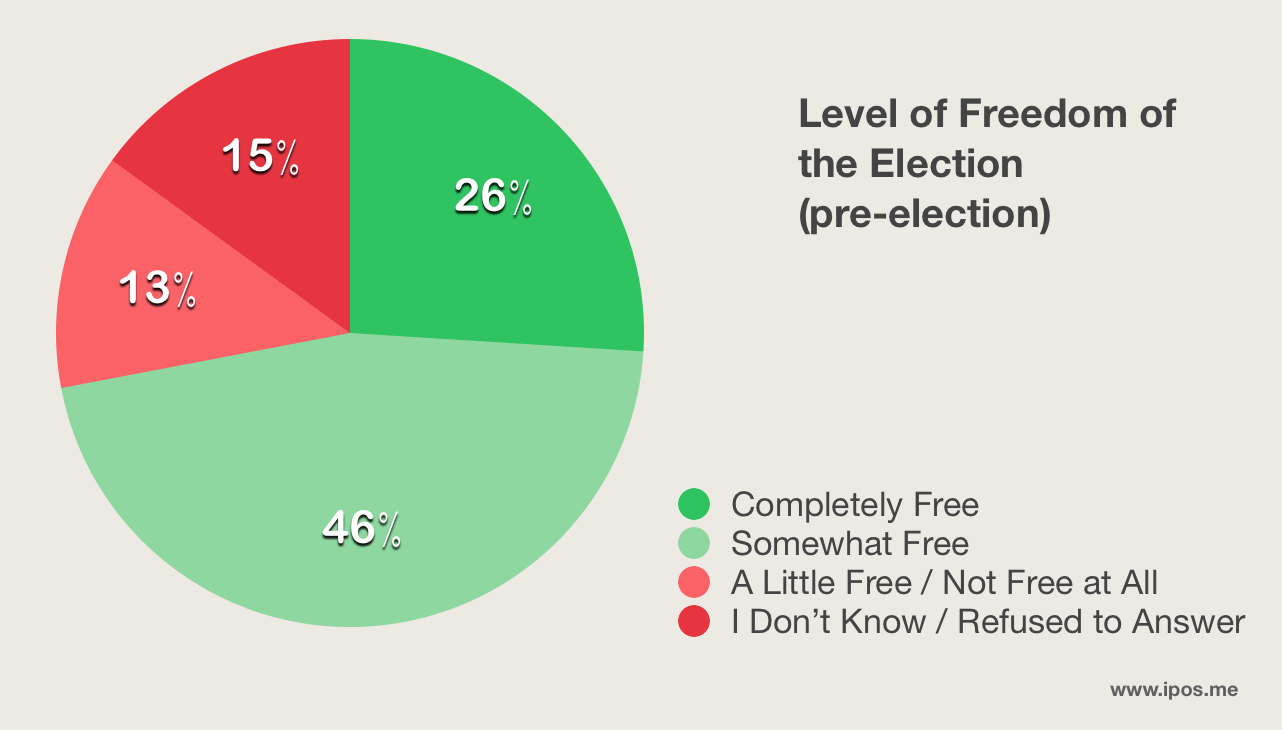 Level of Freedom of
the Election
(pre-election)
15%
26%
13%
46%
Completely Free
Somewhat Free
A Little Free / Not Free at All
I Don’t Know / Refused to Answer
www.ipos.me